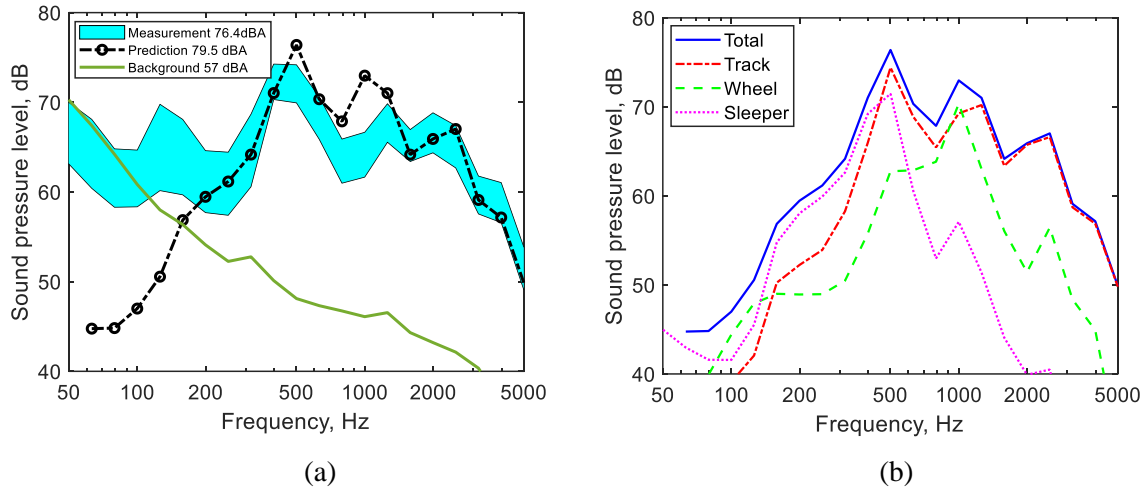 80
70
60
50
40
50
100
200
500
1000
2000
5000
Sound pressure level, dB
Frequency, Hz
Measurement 76.4dBA
Prediction 79.5 dBA
Background 57 dBA
(a)
80
70
60
50
40
50
100
200
500
1000
2000
5000
Sound pressure level, dB
Frequency, Hz
Total
Track
Wheel
Sleeper
(b)